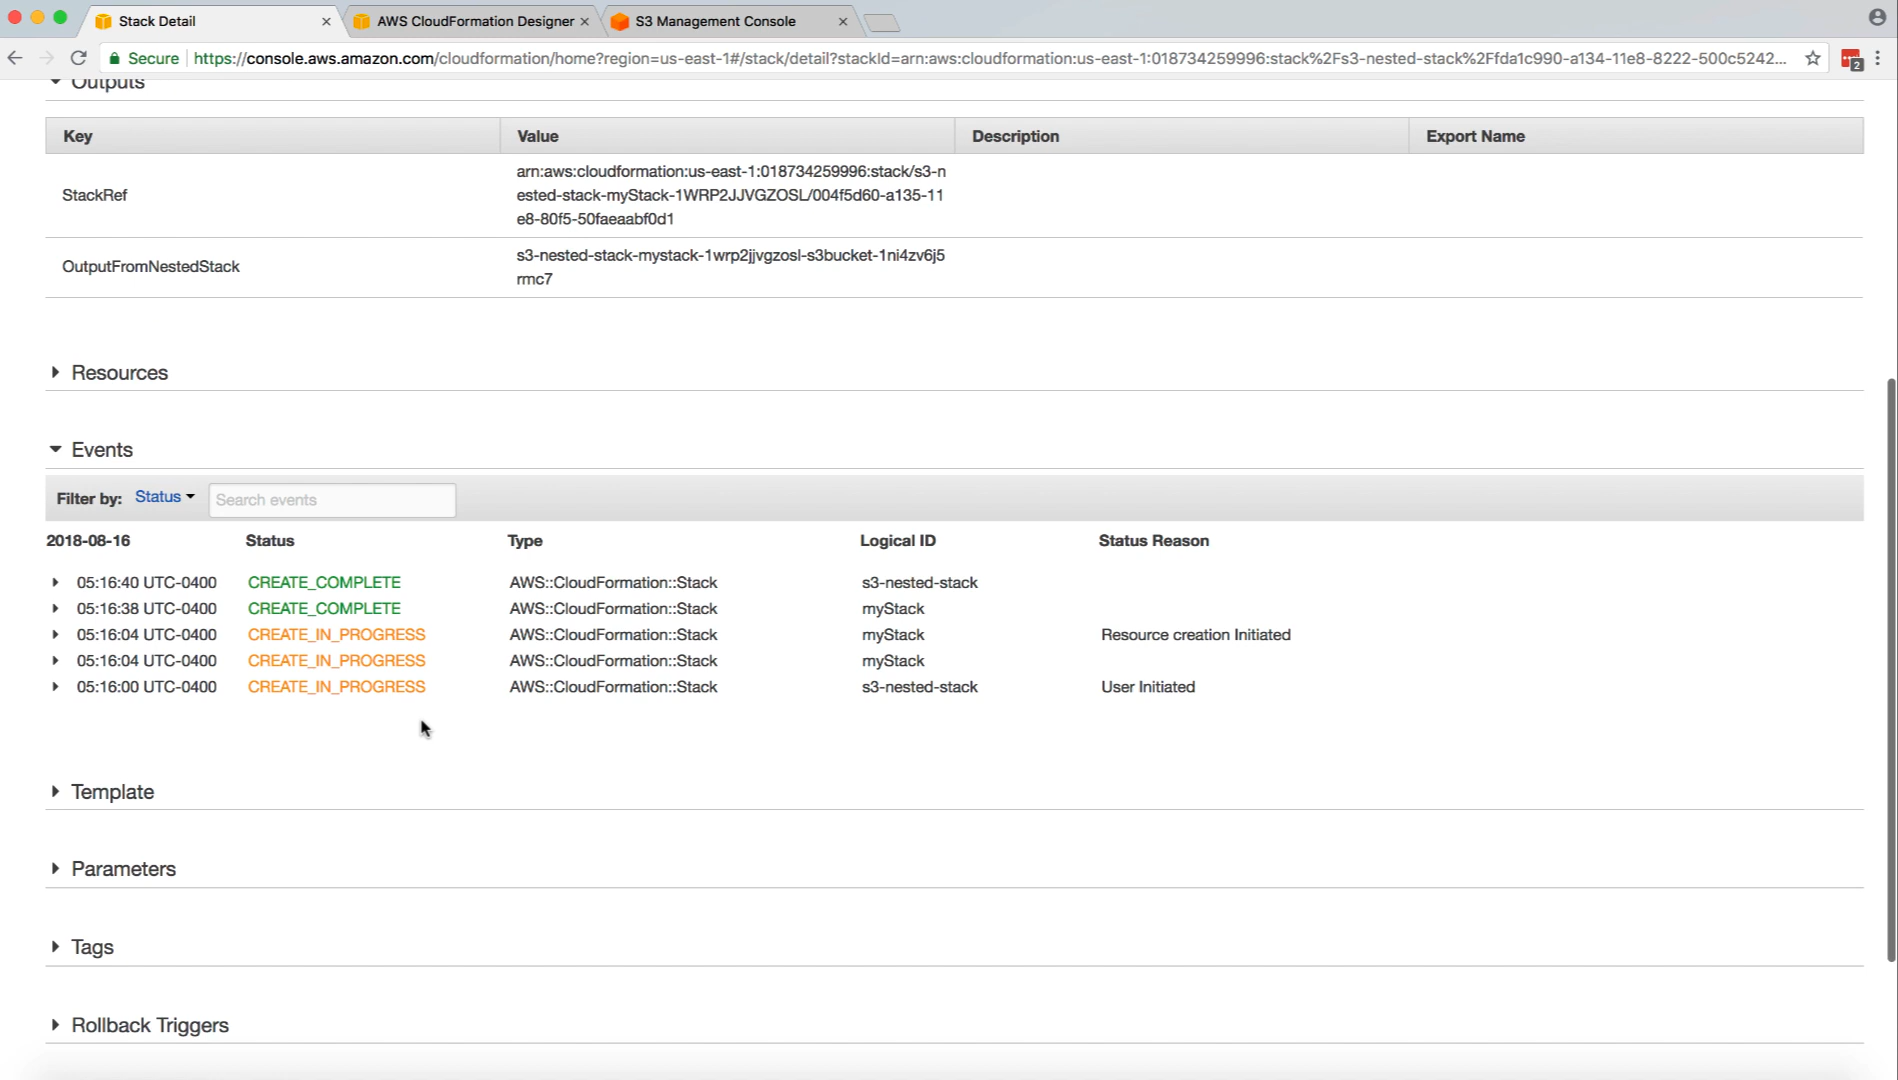 Stack Detail
AWS CloudFormation Designer
S3 Management Console
Secure
https://console.aws.amazon.com/cloudformation/home?region=us-east-1#/stack/detail?stackId=arn:aws:cloudformation:us-east-1:018734259996:stack%2Fs3-nested-stack%2Ffda1c990-a134-11e8-8222-500c5242...
2
Outputs
Key Value Description Export Name
StackRef
arn:aws:cloudformation:us-east-1:018734259996:stack/s3-n
ested-stack-myStack-1WRP2JJVGZOSL/004f5d60-a135-11
e8-80f5-50faeaabf0d1
OutputFromNestedStack
s3-nested-stack-mystack-1wrp2jjvgzosl-s3bucket-1ni4zv6j5
rmc7
Resources
Events
Filter by: Status Search events
2018-08-16 Status Type Logical ID Status Reason
05:16:40 UTC-0400 CREATE_COMPLETE AWS::CloudFormation::Stack s3-nested-stack
05:16:38 UTC-0400 CREATE_COMPLETE AWS::CloudFormation::Stack myStack
05:16:04 UTC-0400 CREATE_IN_PROGRESS AWS::CloudFormation::Stack myStack Resource creation Initiated
05:16:04 UTC-0400 CREATE_IN_PROGRESS AWS::CloudFormation::Stack myStack
05:16:00 UTC-0400 CREATE_IN_PROGRESS AWS::CloudFormation::Stack s3-nested-stack User Initiated
Template
Parameters
Tags
Rollback Triggers